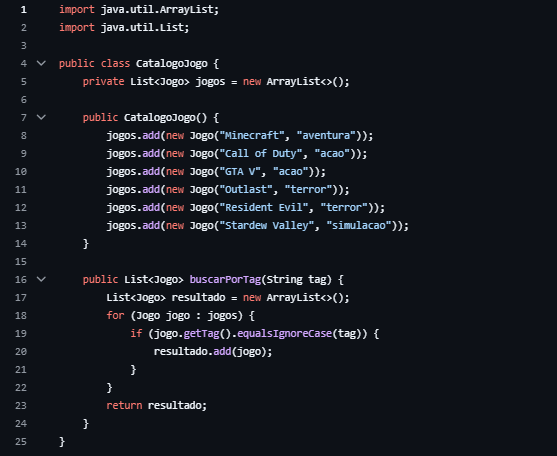 1 import java.util.ArrayList;
2 import java.util.List;
3
4 public class CatalogoJogo {
5     private List<Jogo> jogos = new ArrayList<>();
6
7     public CatalogoJogo() {
8         jogos.add(new Jogo("Minecraft", "aventura"));
9         jogos.add(new Jogo("Call of Duty", "acao"));
10         jogos.add(new Jogo("GTA V", "acao"));
11         jogos.add(new Jogo("Outlast", "terror"));
12         jogos.add(new Jogo("Resident Evil", "terror"));
13         jogos.add(new Jogo("Stardew Valley", "simulacao"));
14     }
15
16     public List<Jogo> buscarPorTag(String tag) {
17         List<Jogo> resultado = new ArrayList<>();
18         for (Jogo jogo : jogos) {
19             if (jogo.getTag().equalsIgnoreCase(tag)) {
20                 resultado.add(jogo);
21             }
22         }
23         return resultado;
24     }
25 }